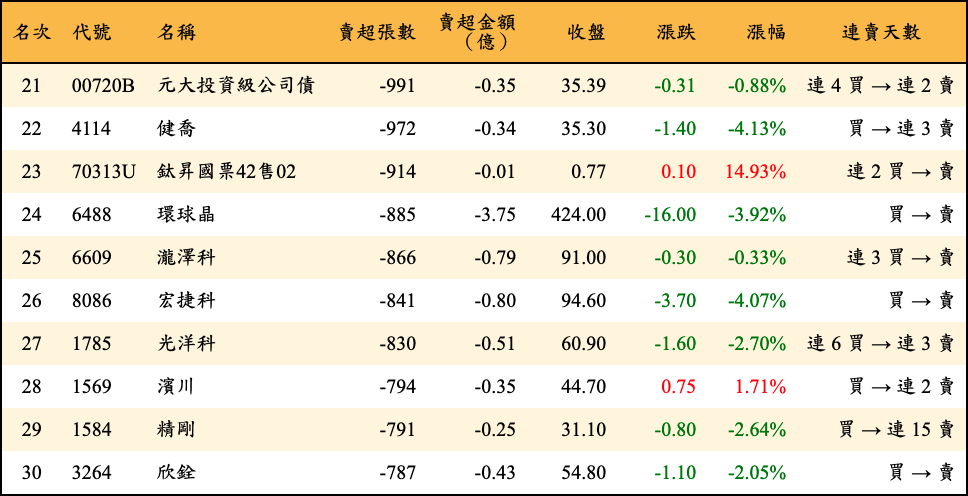 名次 代號 名稱 賣超張數 賣超金額（億） 收盤 漲跌 漲幅 連賣天數
21 00720B 元大投資級公司債 -991 -0.35 35.39 -0.31 -0.88% 連 4 買 → 連 2 賣
22 4114 健喬 -972 -0.34 35.30 -1.40 -4.13% 買 → 連 3 賣
23 70313U 鈦昇國票42售02 -914 -0.01 0.77 0.10 14.93% 連 2 買 → 賣
24 6488 環球晶 -885 -3.75 424.00 -16.00 -3.92% 買 → 賣
25 6609 瀧澤科 -866 -0.79 91.00 -0.30 -0.33% 連 3 買 → 賣
26 8086 宏捷科 -841 -0.80 94.60 -3.70 -4.07% 買 → 賣
27 1785 光洋科 -830 -0.51 60.90 -1.60 -2.70% 連 6 買 → 連 3 賣
28 1569 濱川 -794 -0.35 44.70 0.75 1.71% 買 → 連 2 賣
29 1584 精剛 -791 -0.25 31.10 -0.80 -2.64% 買 → 連 15 賣
30 3264 欣銓 -787 -0.43 54.80 -1.10 -2.05% 買 → 賣